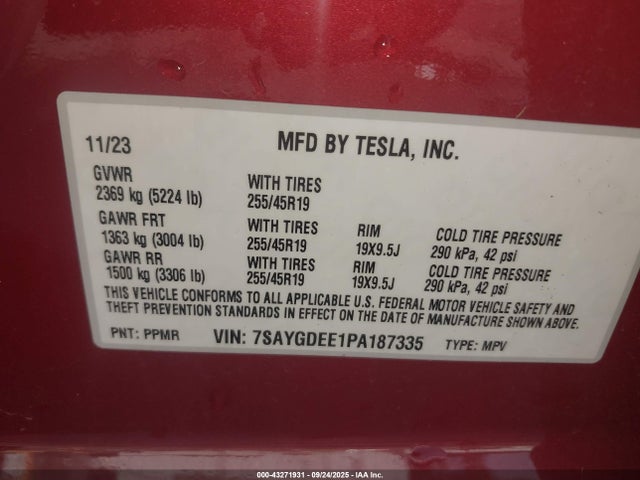 11/23 MFD BY TESLA, INC.
GVWR
2369 kg (5224 lb) WITH TIRES 255/45R19
GAWR FRT
1363 kg (3004 lb) WITH TIRES 255/45R19 RIM 19X9.5J COLD TIRE PRESSURE 290 kPa, 42 psi
GAWR RR
1500 kg (3306 lb) WITH TIRES 255/45R19 RIM 19X9.5J COLD TIRE PRESSURE 290 kPa, 42 psi
THIS VEHICLE CONFORMS TO ALL APPLICABLE U.S. FEDERAL MOTOR VEHICLE SAFETY AND
THEFT PREVENTION STANDARDS IN EFFECT ON THE DATE OF MANUFACTURE SHOWN ABOVE.
PNT: PPMR VIN: 7SAYGDEE1PA187335 TYPE: MPV
000-43271931 - 09/24/2025 - IAA Inc.